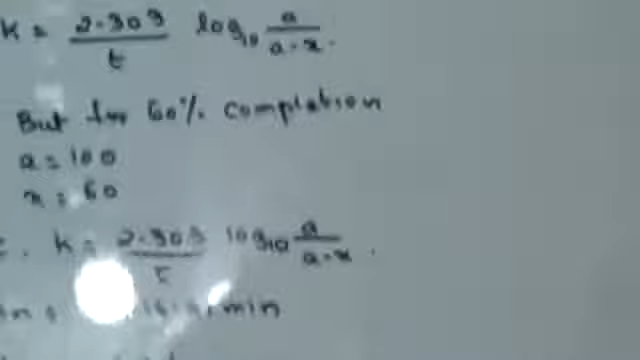 K = 2.303 / t log10 a / a-x.
But for 60% completion
a = 100
x = 60
k = 2.303 / t log10 a / a-x.
min